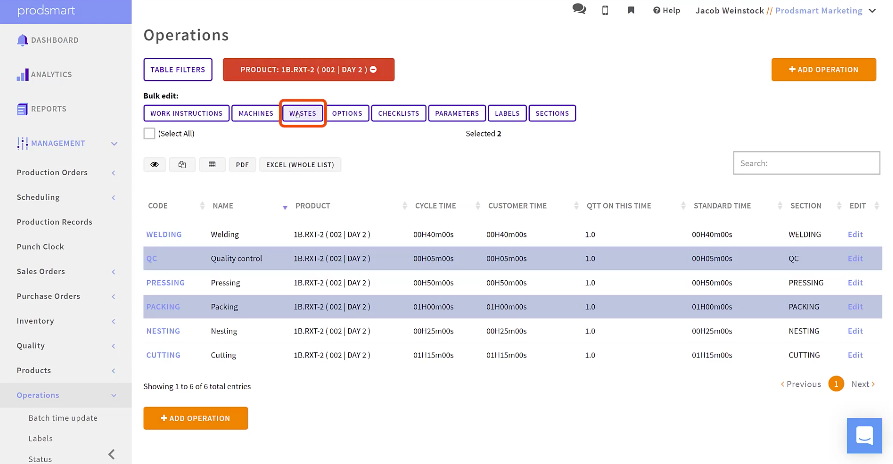 prodsmart
Help
Jacob Weinstock // Prodsmart Marketing
DASHBOARD
ANALYTICS
REPORTS
MANAGEMENT
Production Orders
Scheduling
Production Records
Punch Clock
Sales Orders
Purchase Orders
Inventory
Quality
Products
Operations
Batch time update
Labels
Status
Operations
TABLE FILTERS
PRODUCT: 1B.RXT-2 ( 002 | DAY 2 )
+ ADD OPERATION
Bulk edit:
WORK INSTRUCTIONS MACHINES WASTES OPTIONS CHECKLISTS PARAMETERS LABELS SECTIONS
(Select All) Selected 2
PDF EXCEL (WHOLE LIST) Search:
CODE NAME PRODUCT CYCLE TIME CUSTOMER TIME QTT ON THIS TIME STANDARD TIME SECTION EDIT
WELDING Welding 1B.RXT-2 ( 002 | DAY 2 ) 00H40m00s 00H40m00s 1.0 00H40m00s WELDING Edit
QC Quality control 1B.RXT-2 ( 002 | DAY 2 ) 00H05m00s 00H05m00s 1.0 00H05m00s QC Edit
PRESSING Pressing 1B.RXT-2 ( 002 | DAY 2 ) 00H50m00s 00H50m00s 1.0 00H50m00s PRESSING Edit
PACKING Packing 1B.RXT-2 ( 002 | DAY 2 ) 01H00m00s 01H00m00s 1.0 01H00m00s PACKING Edit
NESTING Nesting 1B.RXT-2 ( 002 | DAY 2 ) 00H25m00s 00H25m00s 1.0 00H25m00s NESTING Edit
CUTTING Cutting 1B.RXT-2 ( 002 | DAY 2 ) 01H15m00s 01H15m00s 1.0 01H15m00s CUTTING Edit
Showing 1 to 6 of 6 total entries
Previous 1 Next
+ ADD OPERATION